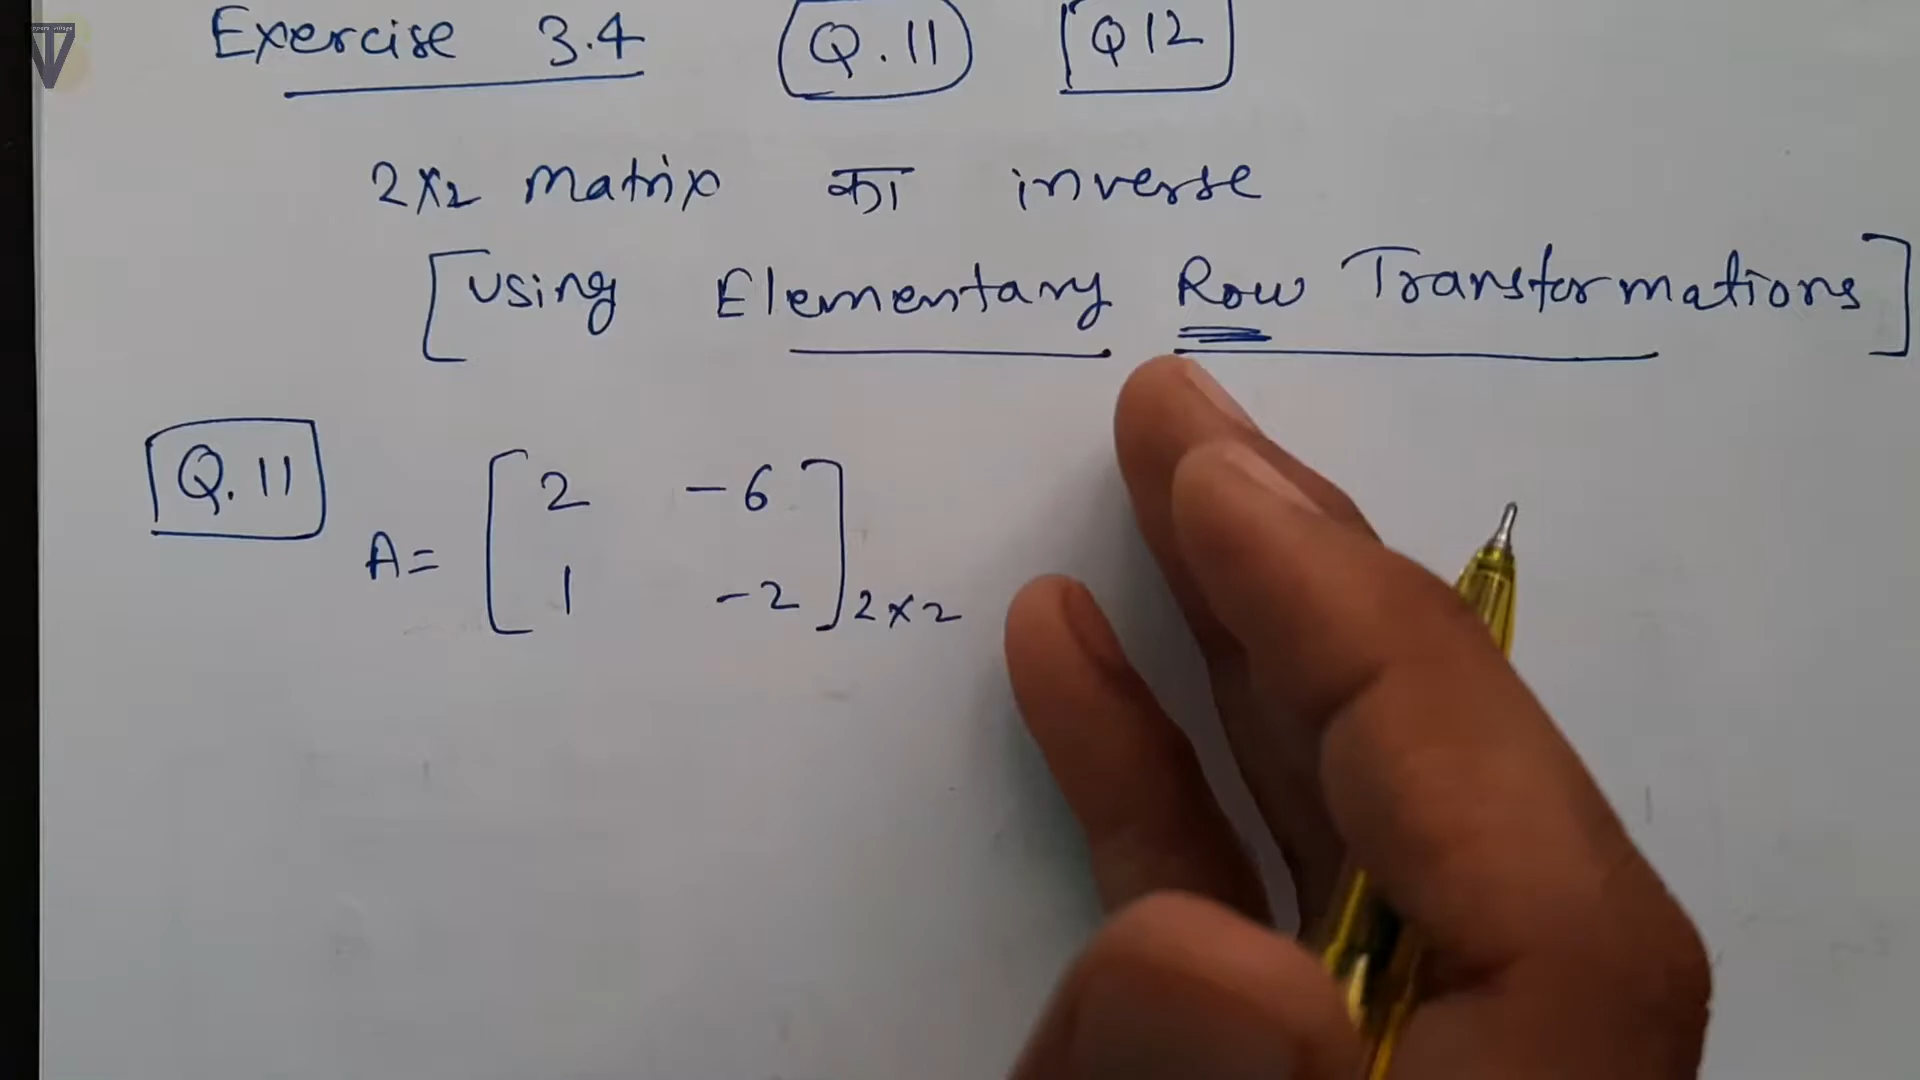 Exercise 3.4 Q.11 Q12
2x2 matrix का inverse
[Using Elementary Row Transformations]
Q.11 A= [2 -6
1 -2]2x2